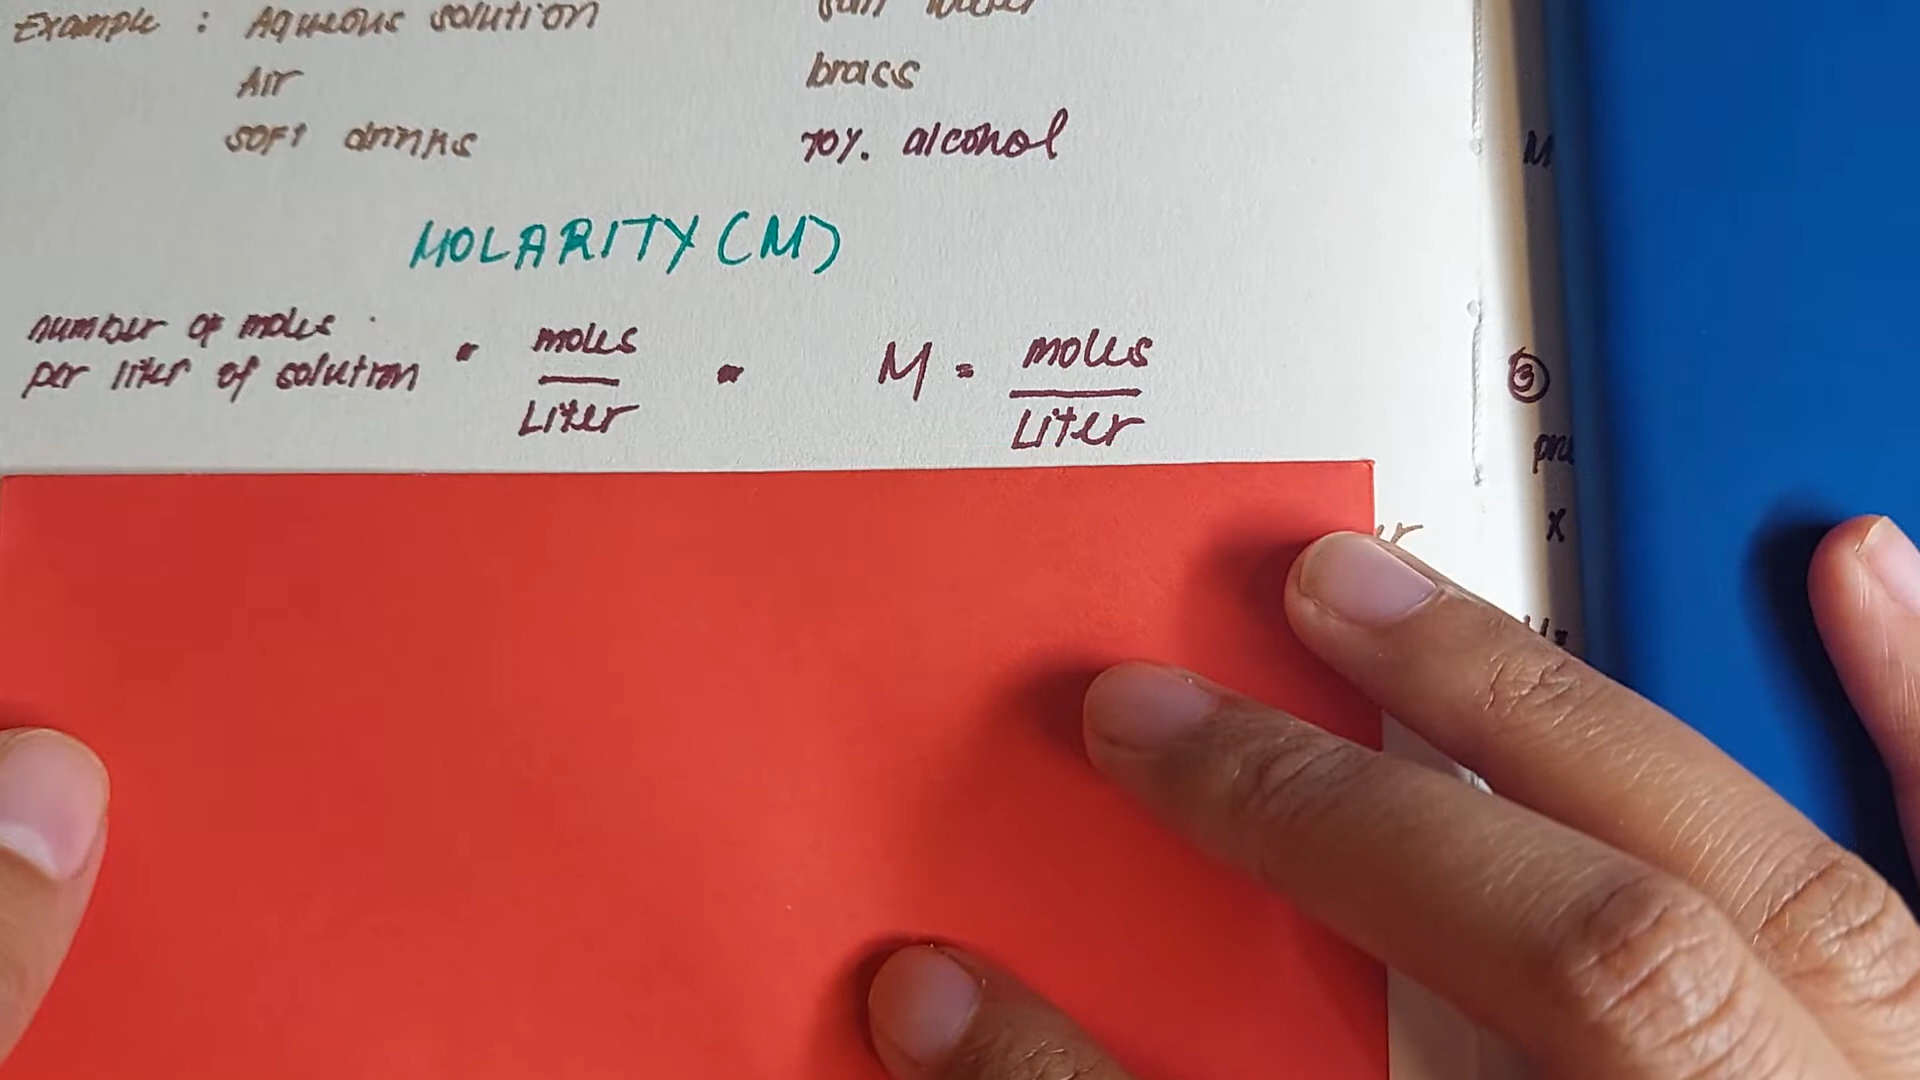 Example : Aqueous solution
Air brass
soft drinks 70%. alcohol
MOLARITY (M)
number of moles
per liter of solution = moles = M = moles
Liter Liter
M
3
x